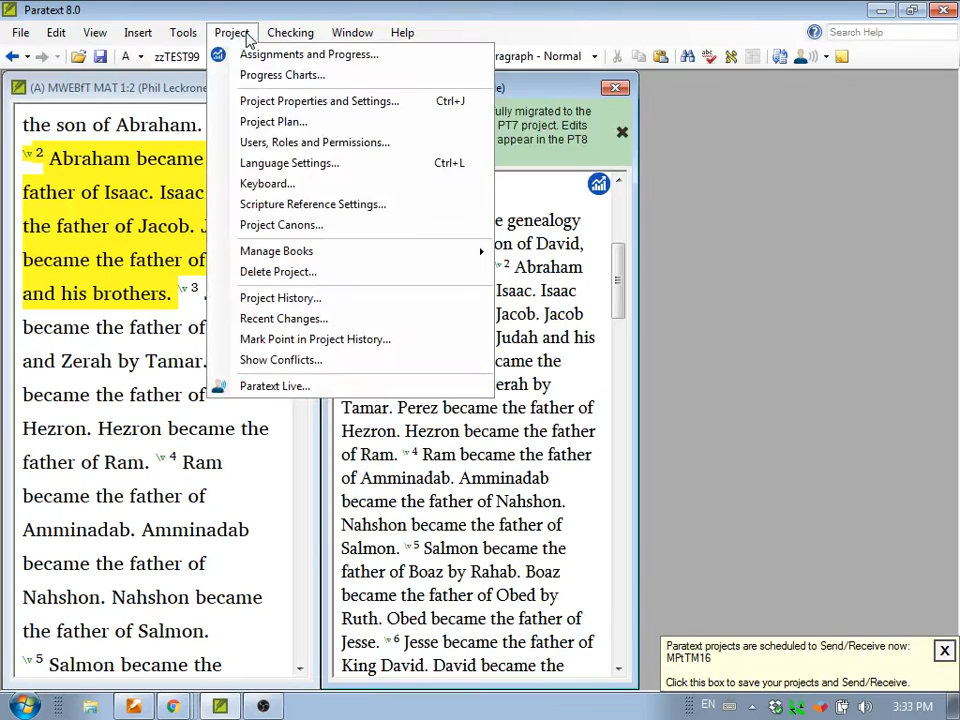 Paratext 8.0
File Edit View Insert Tools Project Checking Window Help
Search Help
A zzTEST99
ragraph - Normal
(A) MWEBfT MAT 1:2 (Phil Leckrone
e)
the son of Abraham.
\v 2 Abraham became
father of Isaac. Isaac
the father of Jacob. J
became the father of
and his brothers. \v 3
became the father of
and Zerah by Tamar.
became the father of
Hezron. Hezron became the
father of Ram. \v 4 Ram
became the father of
Amminadab. Amminadab
became the father of
Nahshon. Nahshon became
the father of Salmon.
\v 5 Salmon became the
Assignments and Progress...
Progress Charts...
Project Properties and Settings... Ctrl+J
Project Plan...
Users, Roles and Permissions...
Language Settings... Ctrl+L
Keyboard...
Scripture Reference Settings...
Project Canons...
Manage Books
Delete Project...
Project History...
Recent Changes...
Mark Point in Project History...
Show Conflicts...
Paratext Live...
fully migrated to the
PT7 project. Edits
appear in the PT8
e genealogy
on of David,
\v 2 Abraham
Isaac. Isaac
Jacob. Jacob
Judah and his
came the
erah by
Tamar. Perez became the father of
Hezron. Hezron became the father
of Ram. \v 4 Ram became the father
of Amminadab. Amminadab
became the father of Nahshon.
Nahshon became the father of
Salmon. \v 5 Salmon became the
father of Boaz by Rahab. Boaz
became the father of Obed by
Ruth. Obed became the father of
Jesse. \v 6 Jesse became the father of
King David. David became the
Paratext projects are scheduled to Send/Receive now:
MPtTM16
Click this box to save your projects and Send/Receive.
X
EN
3:33 PM